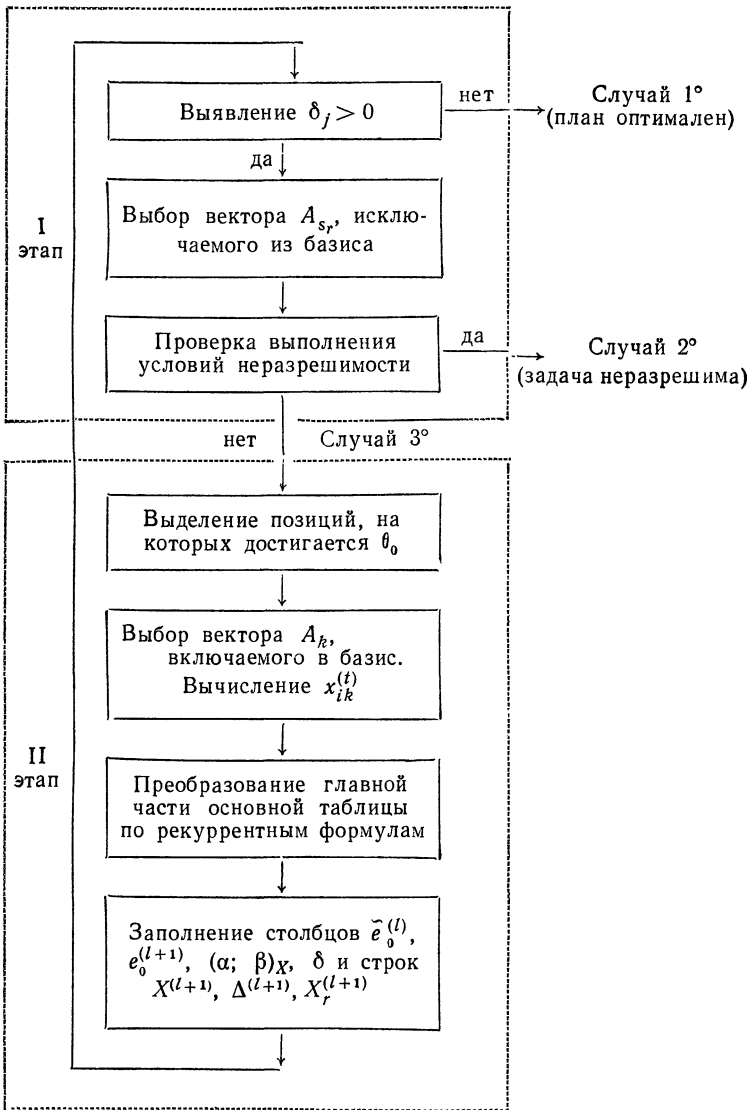 Выявление δ_j > 0
нет
Случай 1°
(план оптимален)
да
Выбор вектора A_{s_r}, исклю-
чаемого из базиса
I
этап
Проверка выполнения
условий неразрешимости
да
Случай 2°
(задача неразрешима)
нет
Случай 3°
Выделение позиций, на
которых достигается θ_0
Выбор вектора A_k,
включаемого в базис.
Вычисление x_{ik}^{(t)}
II
этап
Преобразование главной
части основной таблицы
по рекуррентным формулам
Заполнение столбцов ẽ_0^{(l)},
e_0^{(l+1)}, (α; β)_X, δ и строк
X^{(l+1)}, Δ^{(l+1)}, X_r^{(l+1)}